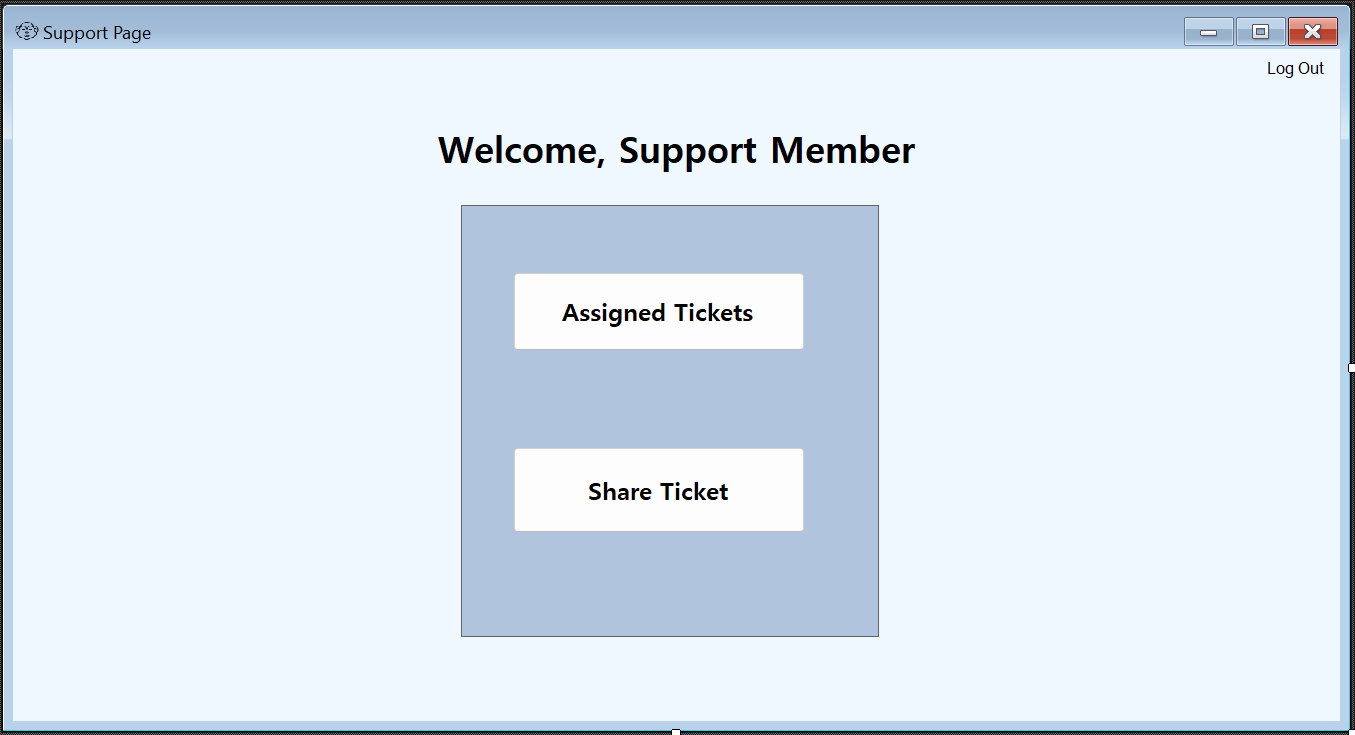 Support Page
Log Out
Welcome, Support Member
Assigned Tickets
Share Ticket